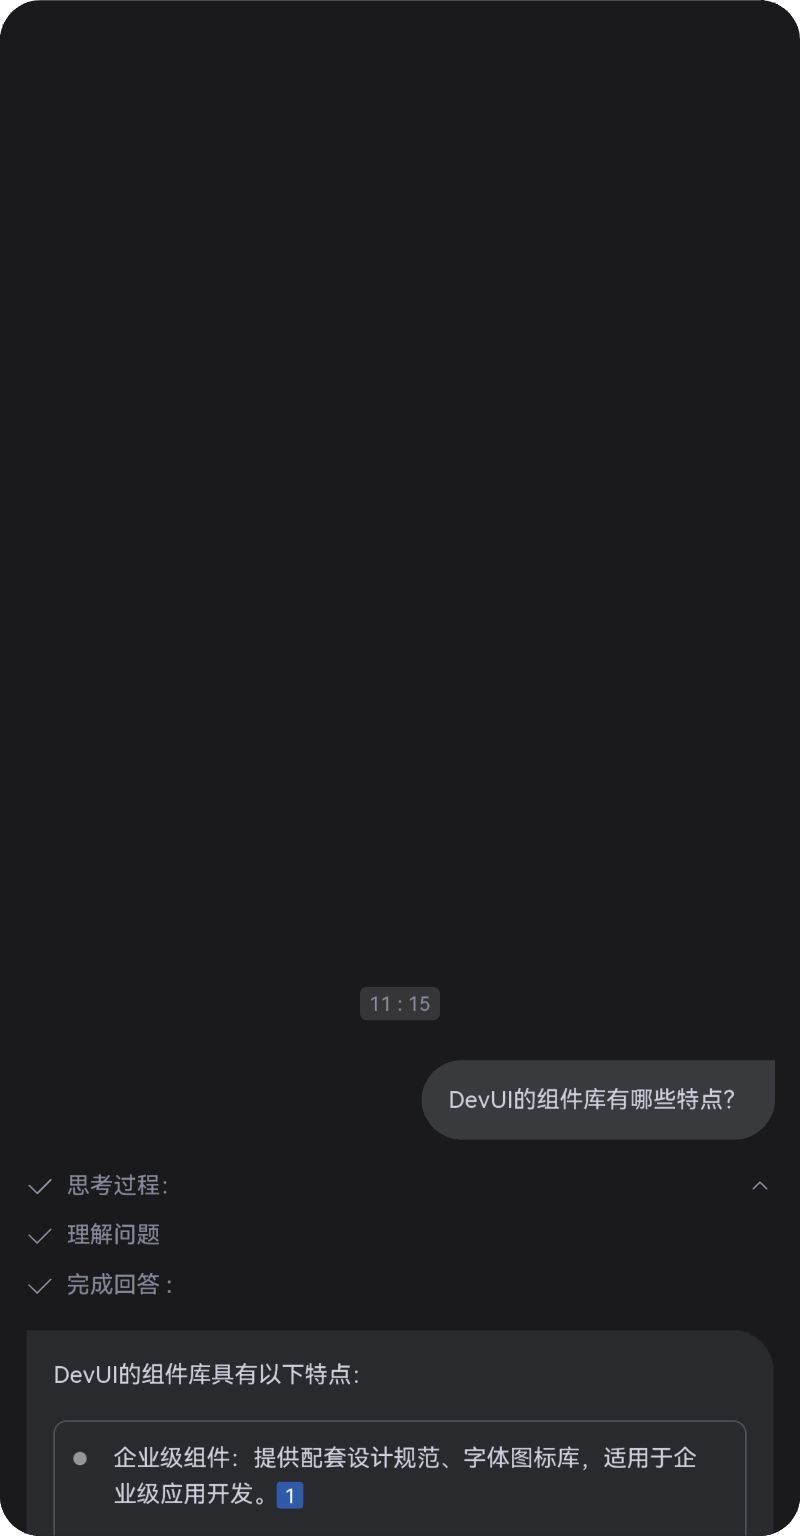 11 : 15
DevUI的组件库有哪些特点？
思考过程：
理解问题
完成回答 :
DevUI的组件库具有以下特点：
企业级组件：提供配套设计规范、字体图标库，适用于企
业级应用开发。1